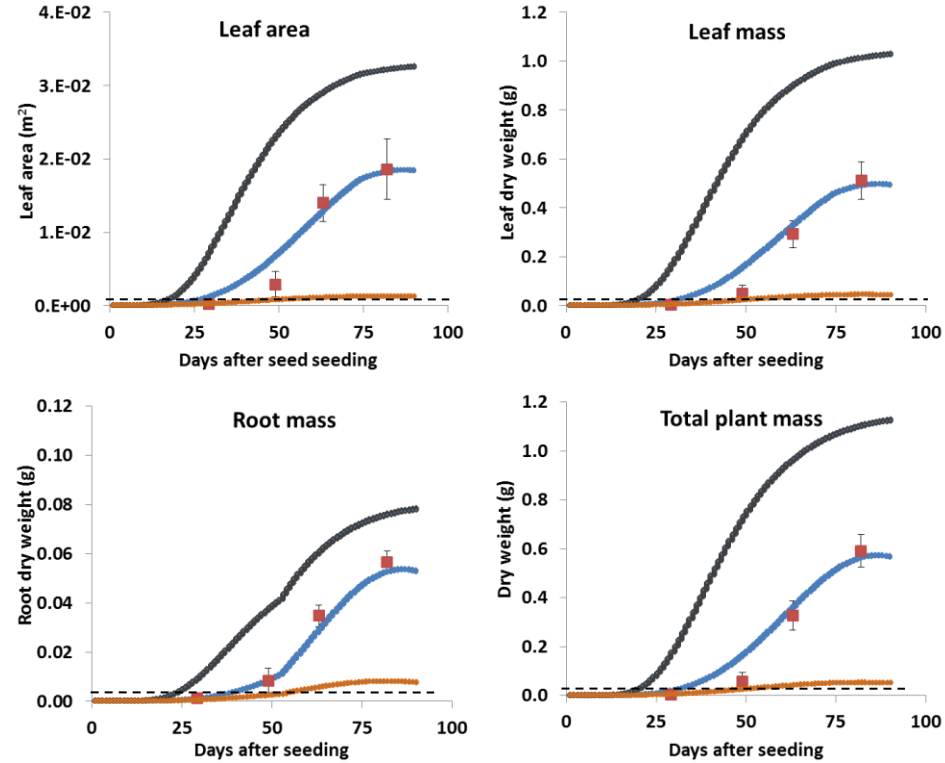 Leaf area
4.E-02
3.E-02
2.E-02
1.E-02
0.E+00
Leaf area (m²)
0 25 50 75 100
Days after seed seeding
Leaf mass
1.2
1.0
0.8
0.6
0.4
0.2
0.0
Leaf dry weight (g)
0 25 50 75 100
Days after seeding
Root mass
0.12
0.10
0.08
0.06
0.04
0.02
0.00
Root dry weight (g)
0 25 50 75 100
Days after seeding
Total plant mass
1.2
1.0
0.8
0.6
0.4
0.2
0.0
Dry weight (g)
0 25 50 75 100
Days after seeding